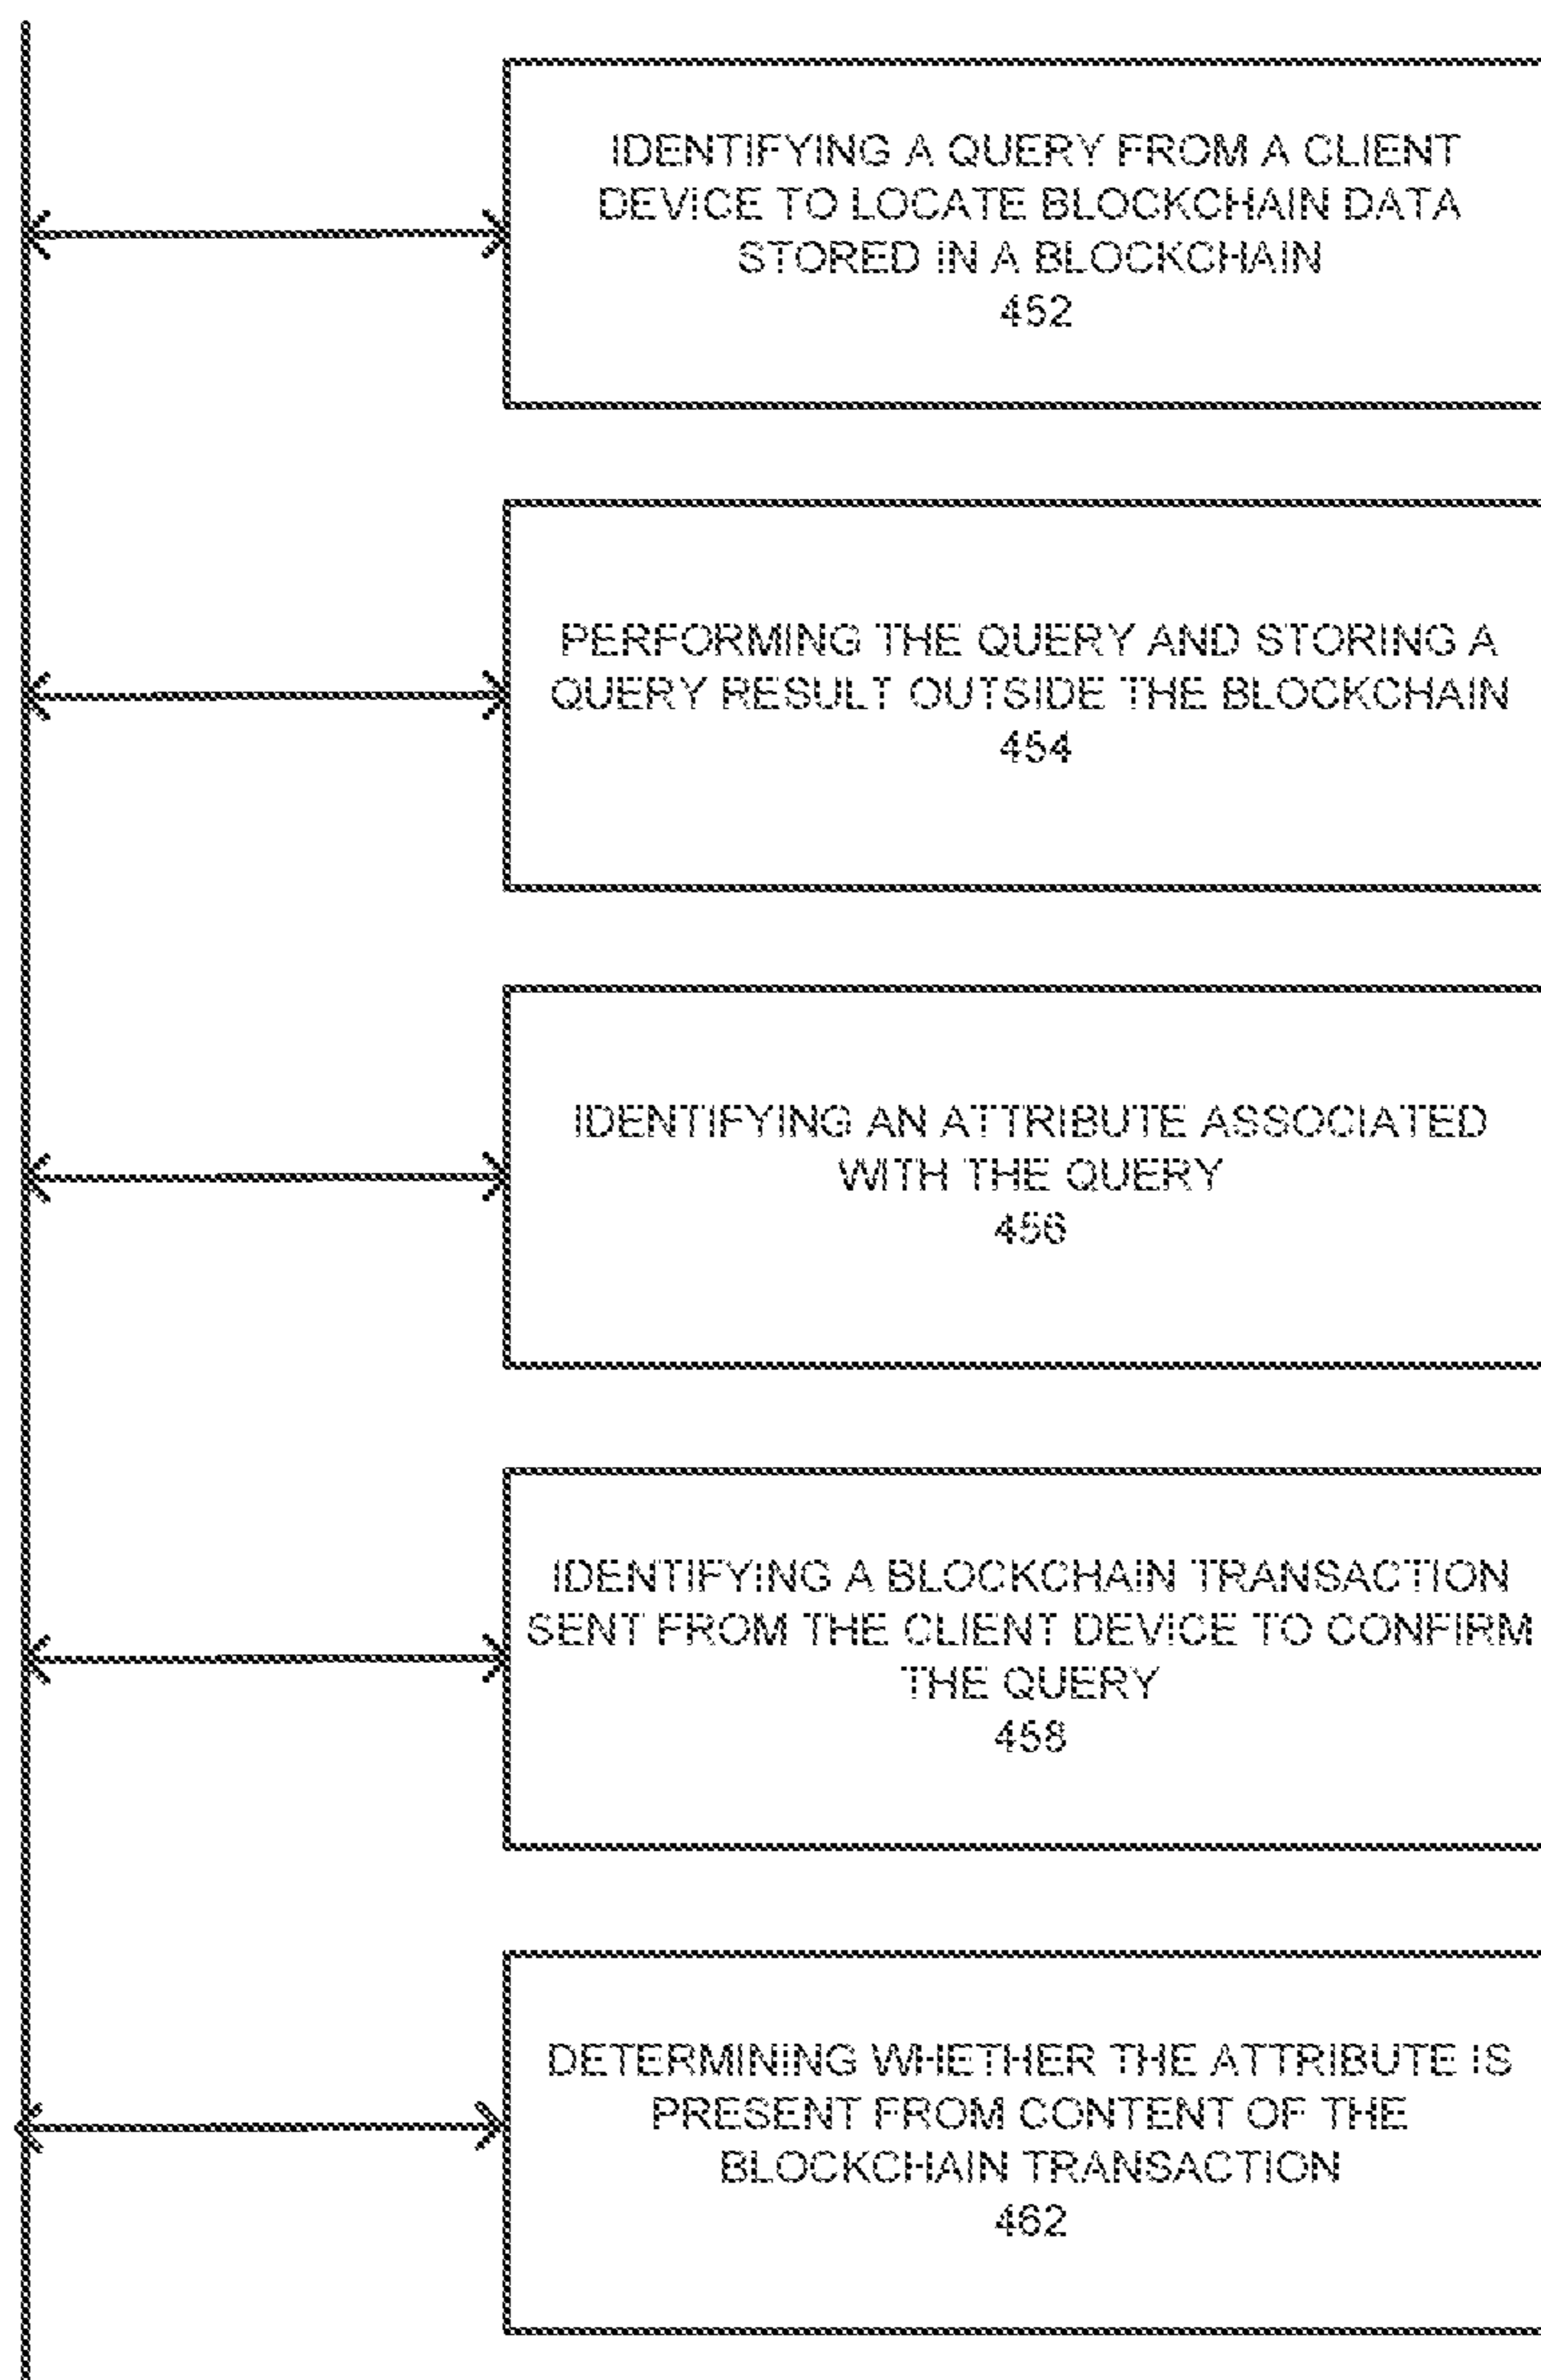 IDENTIFYING A QUERY FROM A CLIENT
DEVICE TO LOCATE BLOCKCHAIN DATA
STORED IN A BLOCKCHAIN
452
PERFORMING THE QUERY AND STORING A
QUERY RESULT OUTSIDE THE BLOCKCHAIN
454
IDENTIFYING AN ATTRIBUTE ASSOCIATED
WITH THE QUERY
456
IDENTIFYING A BLOCKCHAIN TRANSACTION
SENT FROM THE CLIENT DEVICE TO CONFIRM
THE QUERY
458
DETERMINING WHETHER THE ATTRIBUTE IS
PRESENT FROM CONTENT OF THE
BLOCKCHAIN TRANSACTION
462